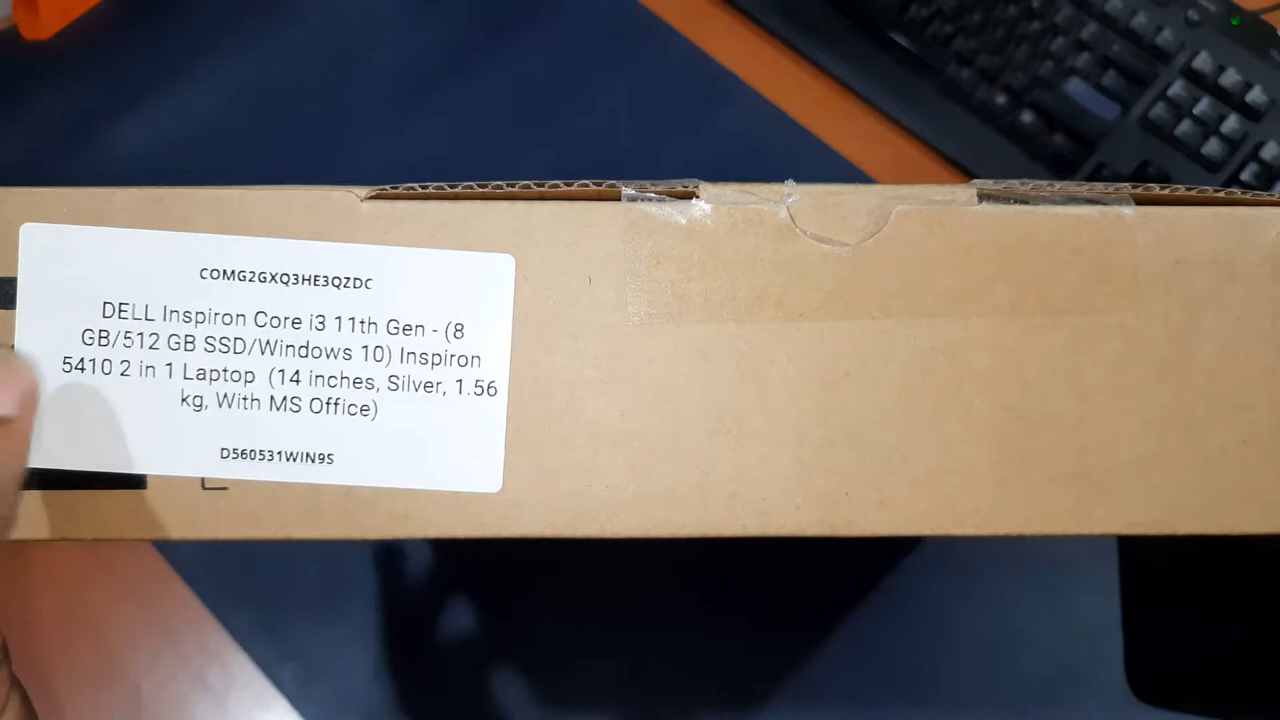 COMG2GXQ3HE3QZDC
DELL Inspiron Core i3 11th Gen - (8
GB/512 GB SSD/Windows 10) Inspiron
5410 2 in 1 Laptop (14 inches, Silver, 1.56
kg, With MS Office)
D560531WIN9S